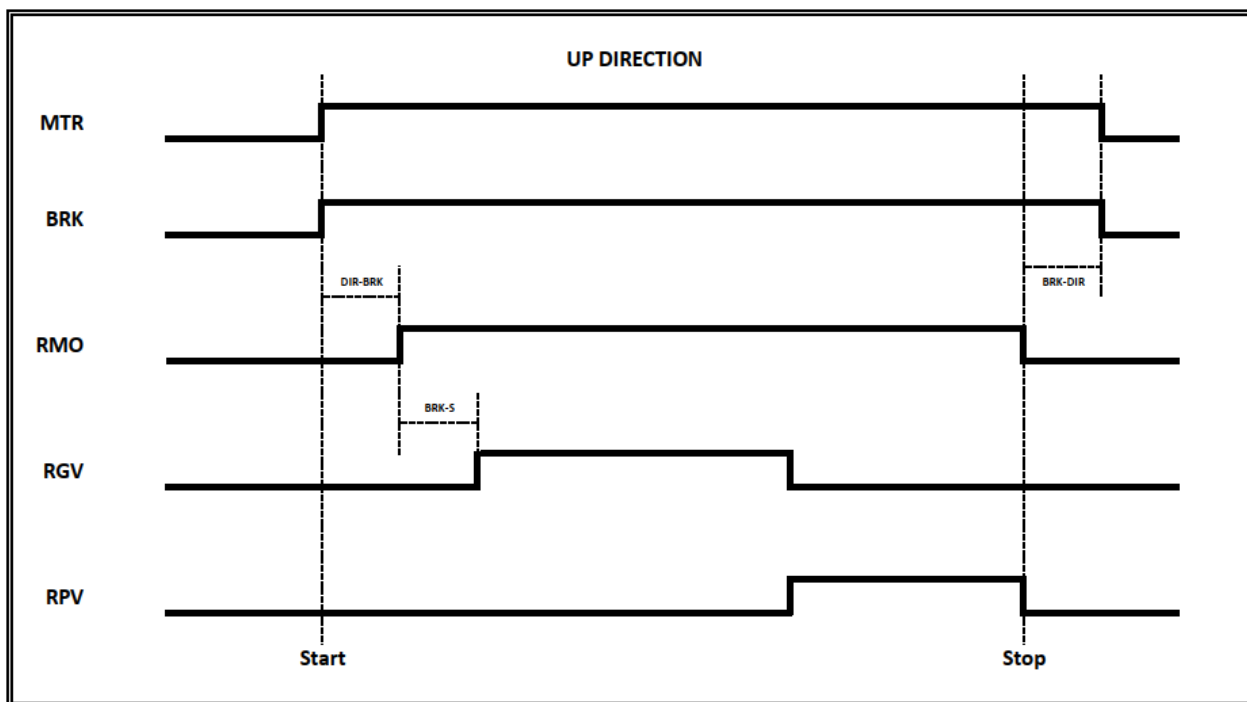 UP DIRECTION
MTR
BRK
DIR-BRK
BRK-DIR
RMO
BRK-S
RGV
RPV
Start
Stop